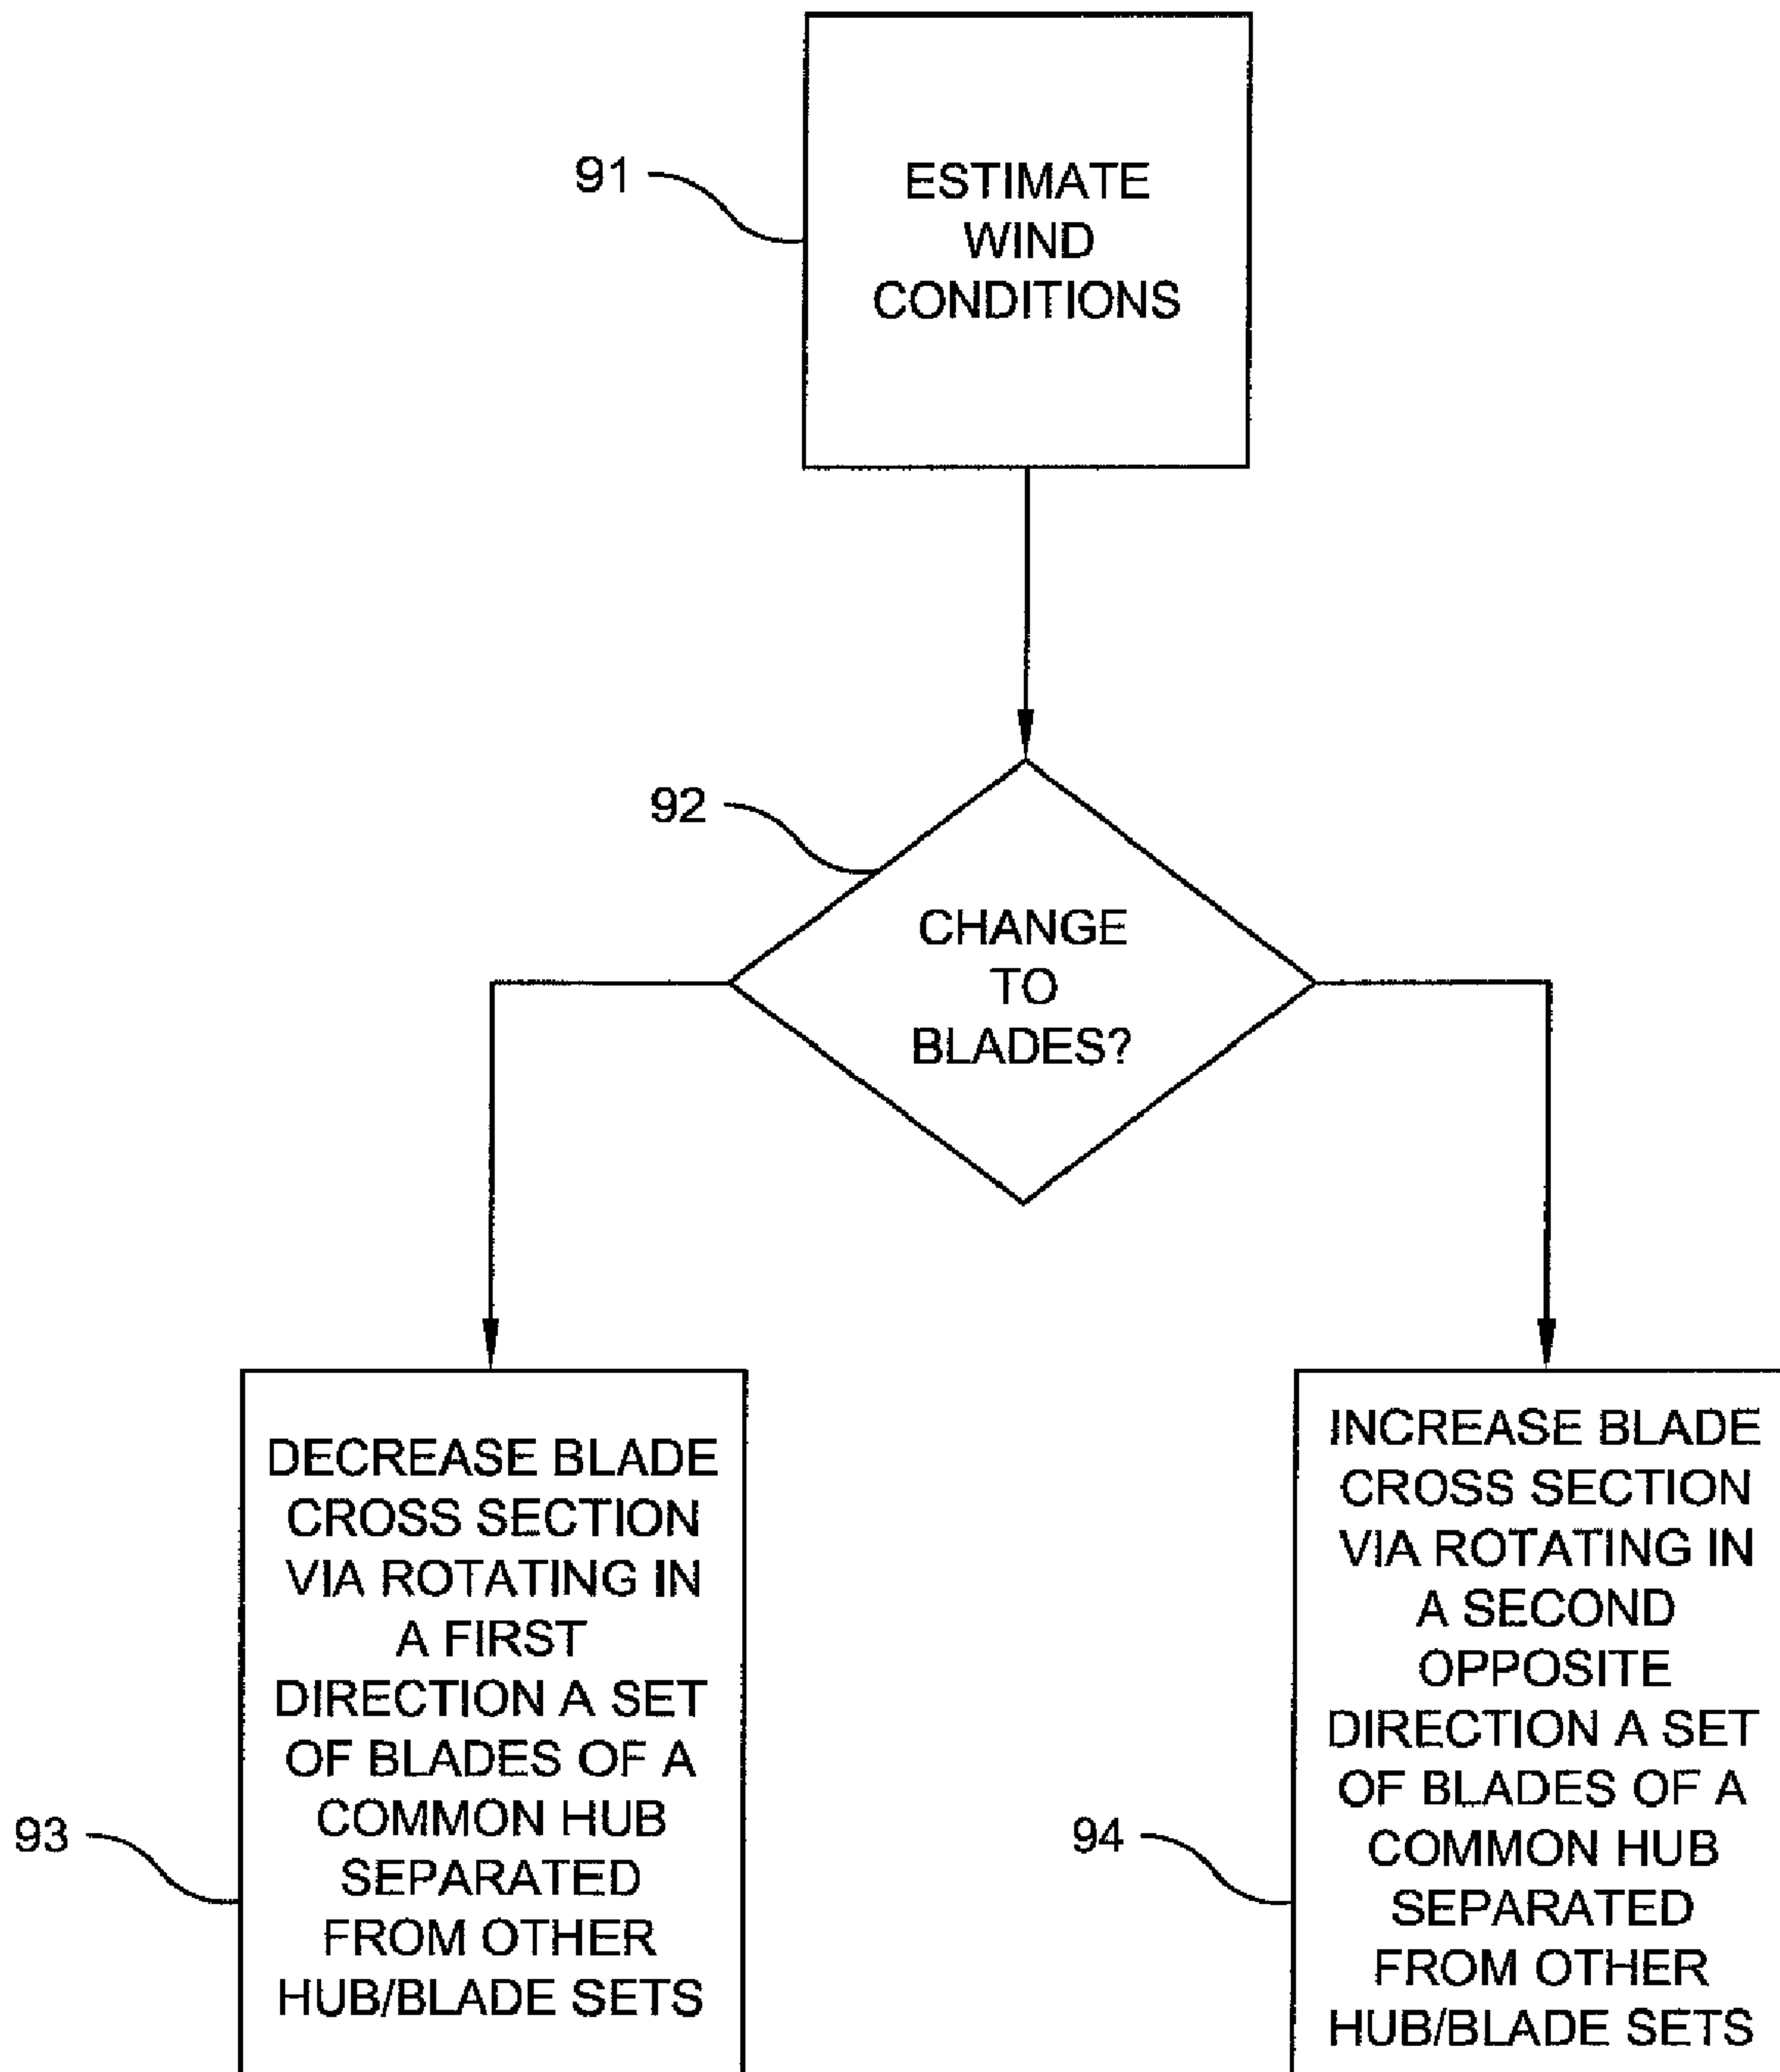 91
ESTIMATE
WIND
CONDITIONS
92
CHANGE
TO
BLADES?
93
DECREASE BLADE
CROSS SECTION
VIA ROTATING IN
A FIRST
DIRECTION A SET
OF BLADES OF A
COMMON HUB
SEPARATED
FROM OTHER
HUB/BLADE SETS
94
INCREASE BLADE
CROSS SECTION
VIA ROTATING IN
A SECOND
OPPOSITE
DIRECTION A SET
OF BLADES OF A
COMMON HUB
SEPARATED
FROM OTHER
HUB/BLADE SETS